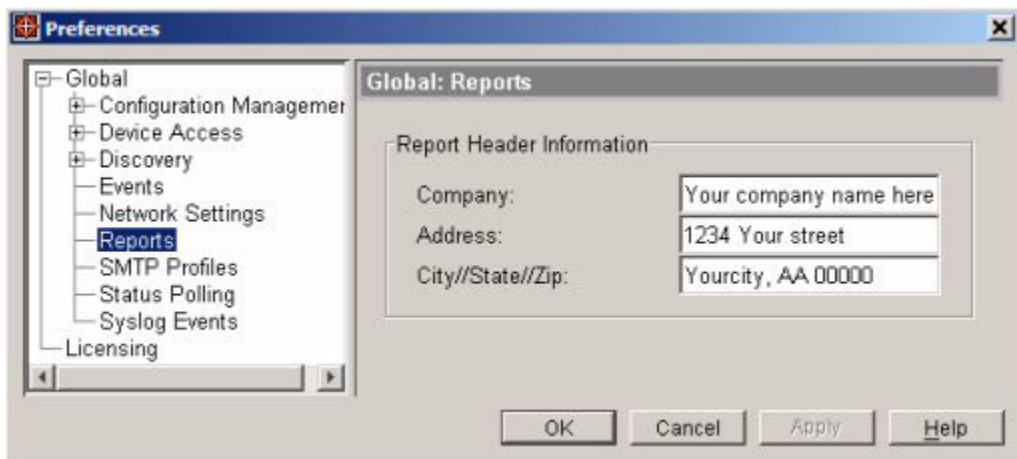 Preferences
Global
Configuration Managemer
Device Access
Discovery
Events
Network Settings
Reports
SMTP Profiles
Status Polling
Syslog Events
Licensing
Global: Reports
Report Header Information
Company: Your company name here
Address: 1234 Your street
City//State//Zip: Yourcity, AA 00000
OK Cancel Apply Help